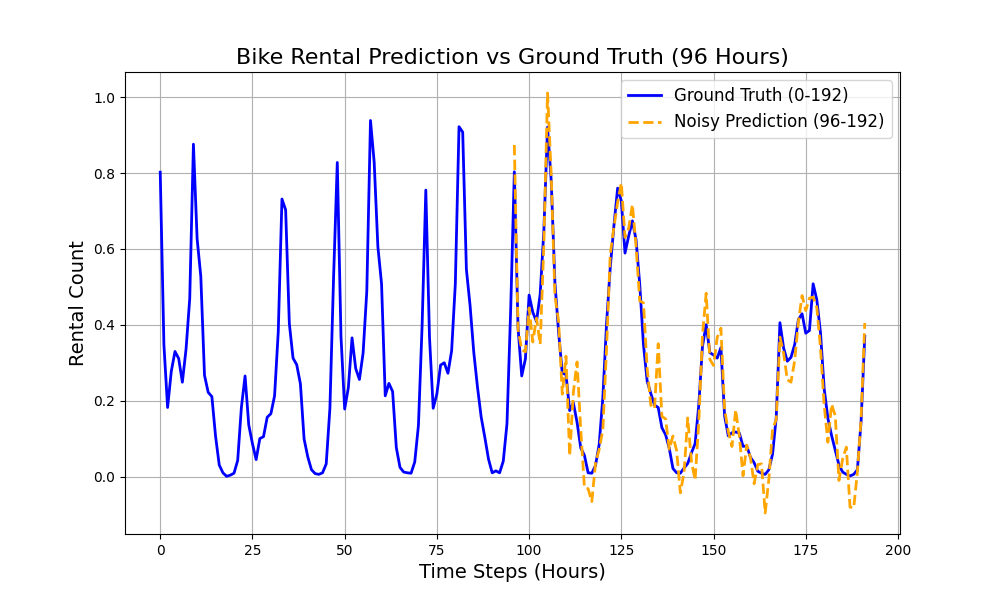 Bike Rental Prediction vs Ground Truth (96 Hours)
Ground Truth (0-192)
Noisy Prediction (96-192)
Rental Count
1.0
0.8
0.6
0.4
0.2
0.0
0 25 50 75 100 125 150 175 200
Time Steps (Hours)